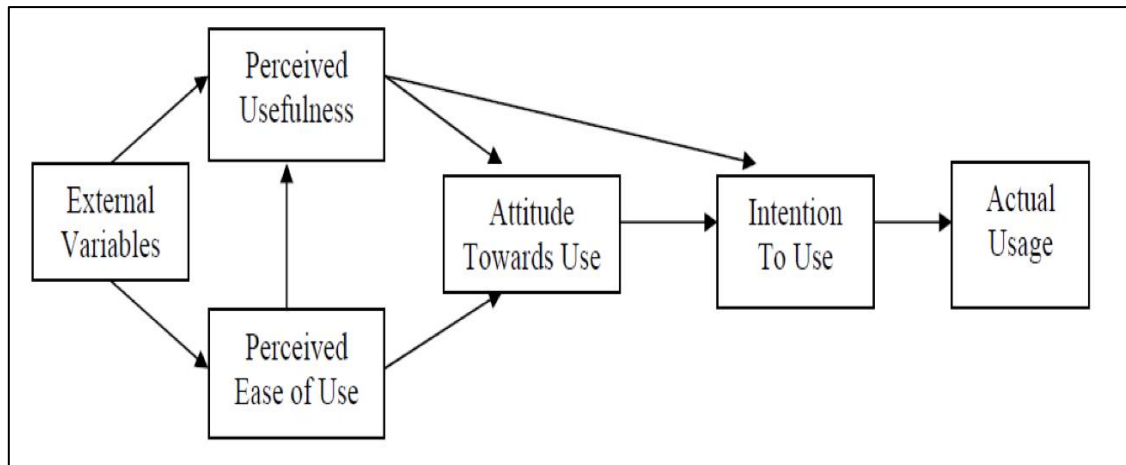 Perceived
Usefulness
External
Variables
Perceived
Ease of Use
Attitude
Towards Use
Intention
To Use
Actual
Usage